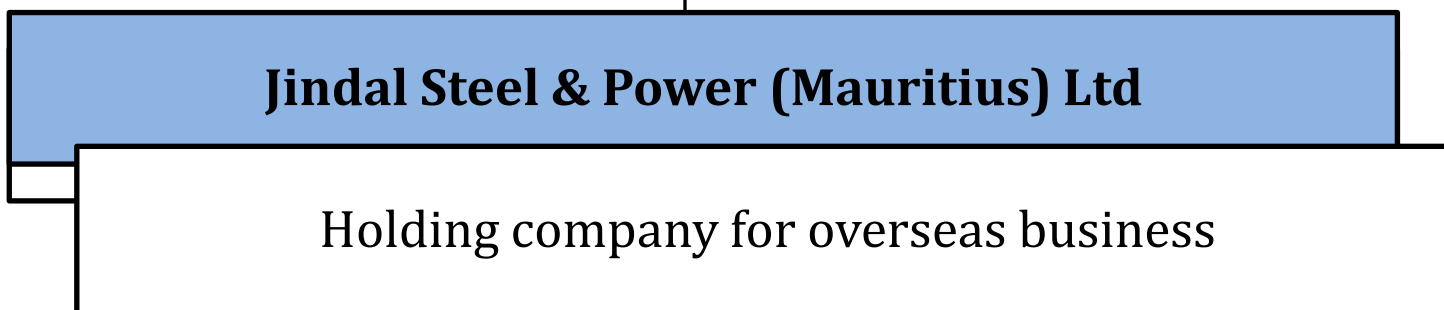 Jindal Steel & Power (Mauritius) Ltd
Holding company for overseas business